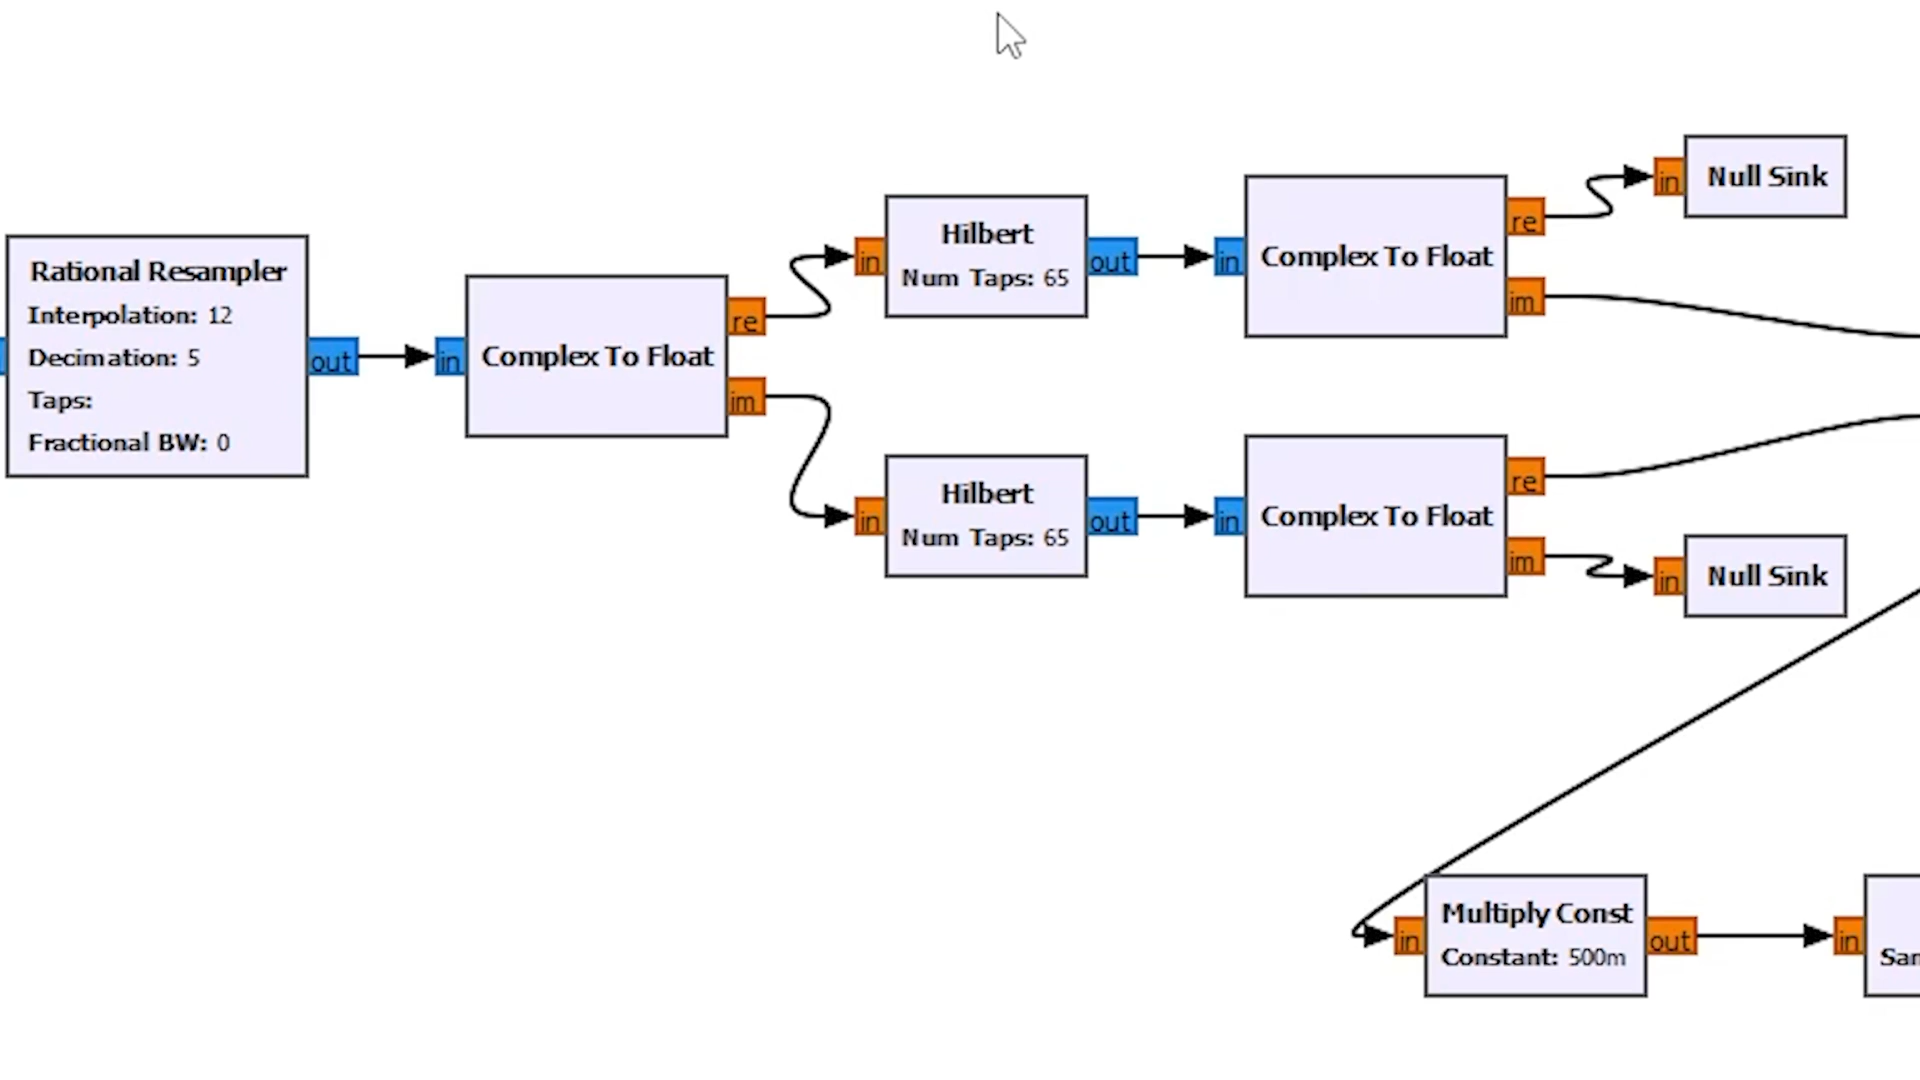 Rational Resampler
Interpolation: 12
Decimation: 5
Taps:
Fractional BW: 0
out
in
Complex To Float
re
im
in
Hilbert
Num Taps: 65
out
in
Complex To Float
re
im
in
Null Sink
in
Hilbert
Num Taps: 65
out
in
Complex To Float
re
im
in
Null Sink
in
Multiply Const
Constant: 500m
out
in